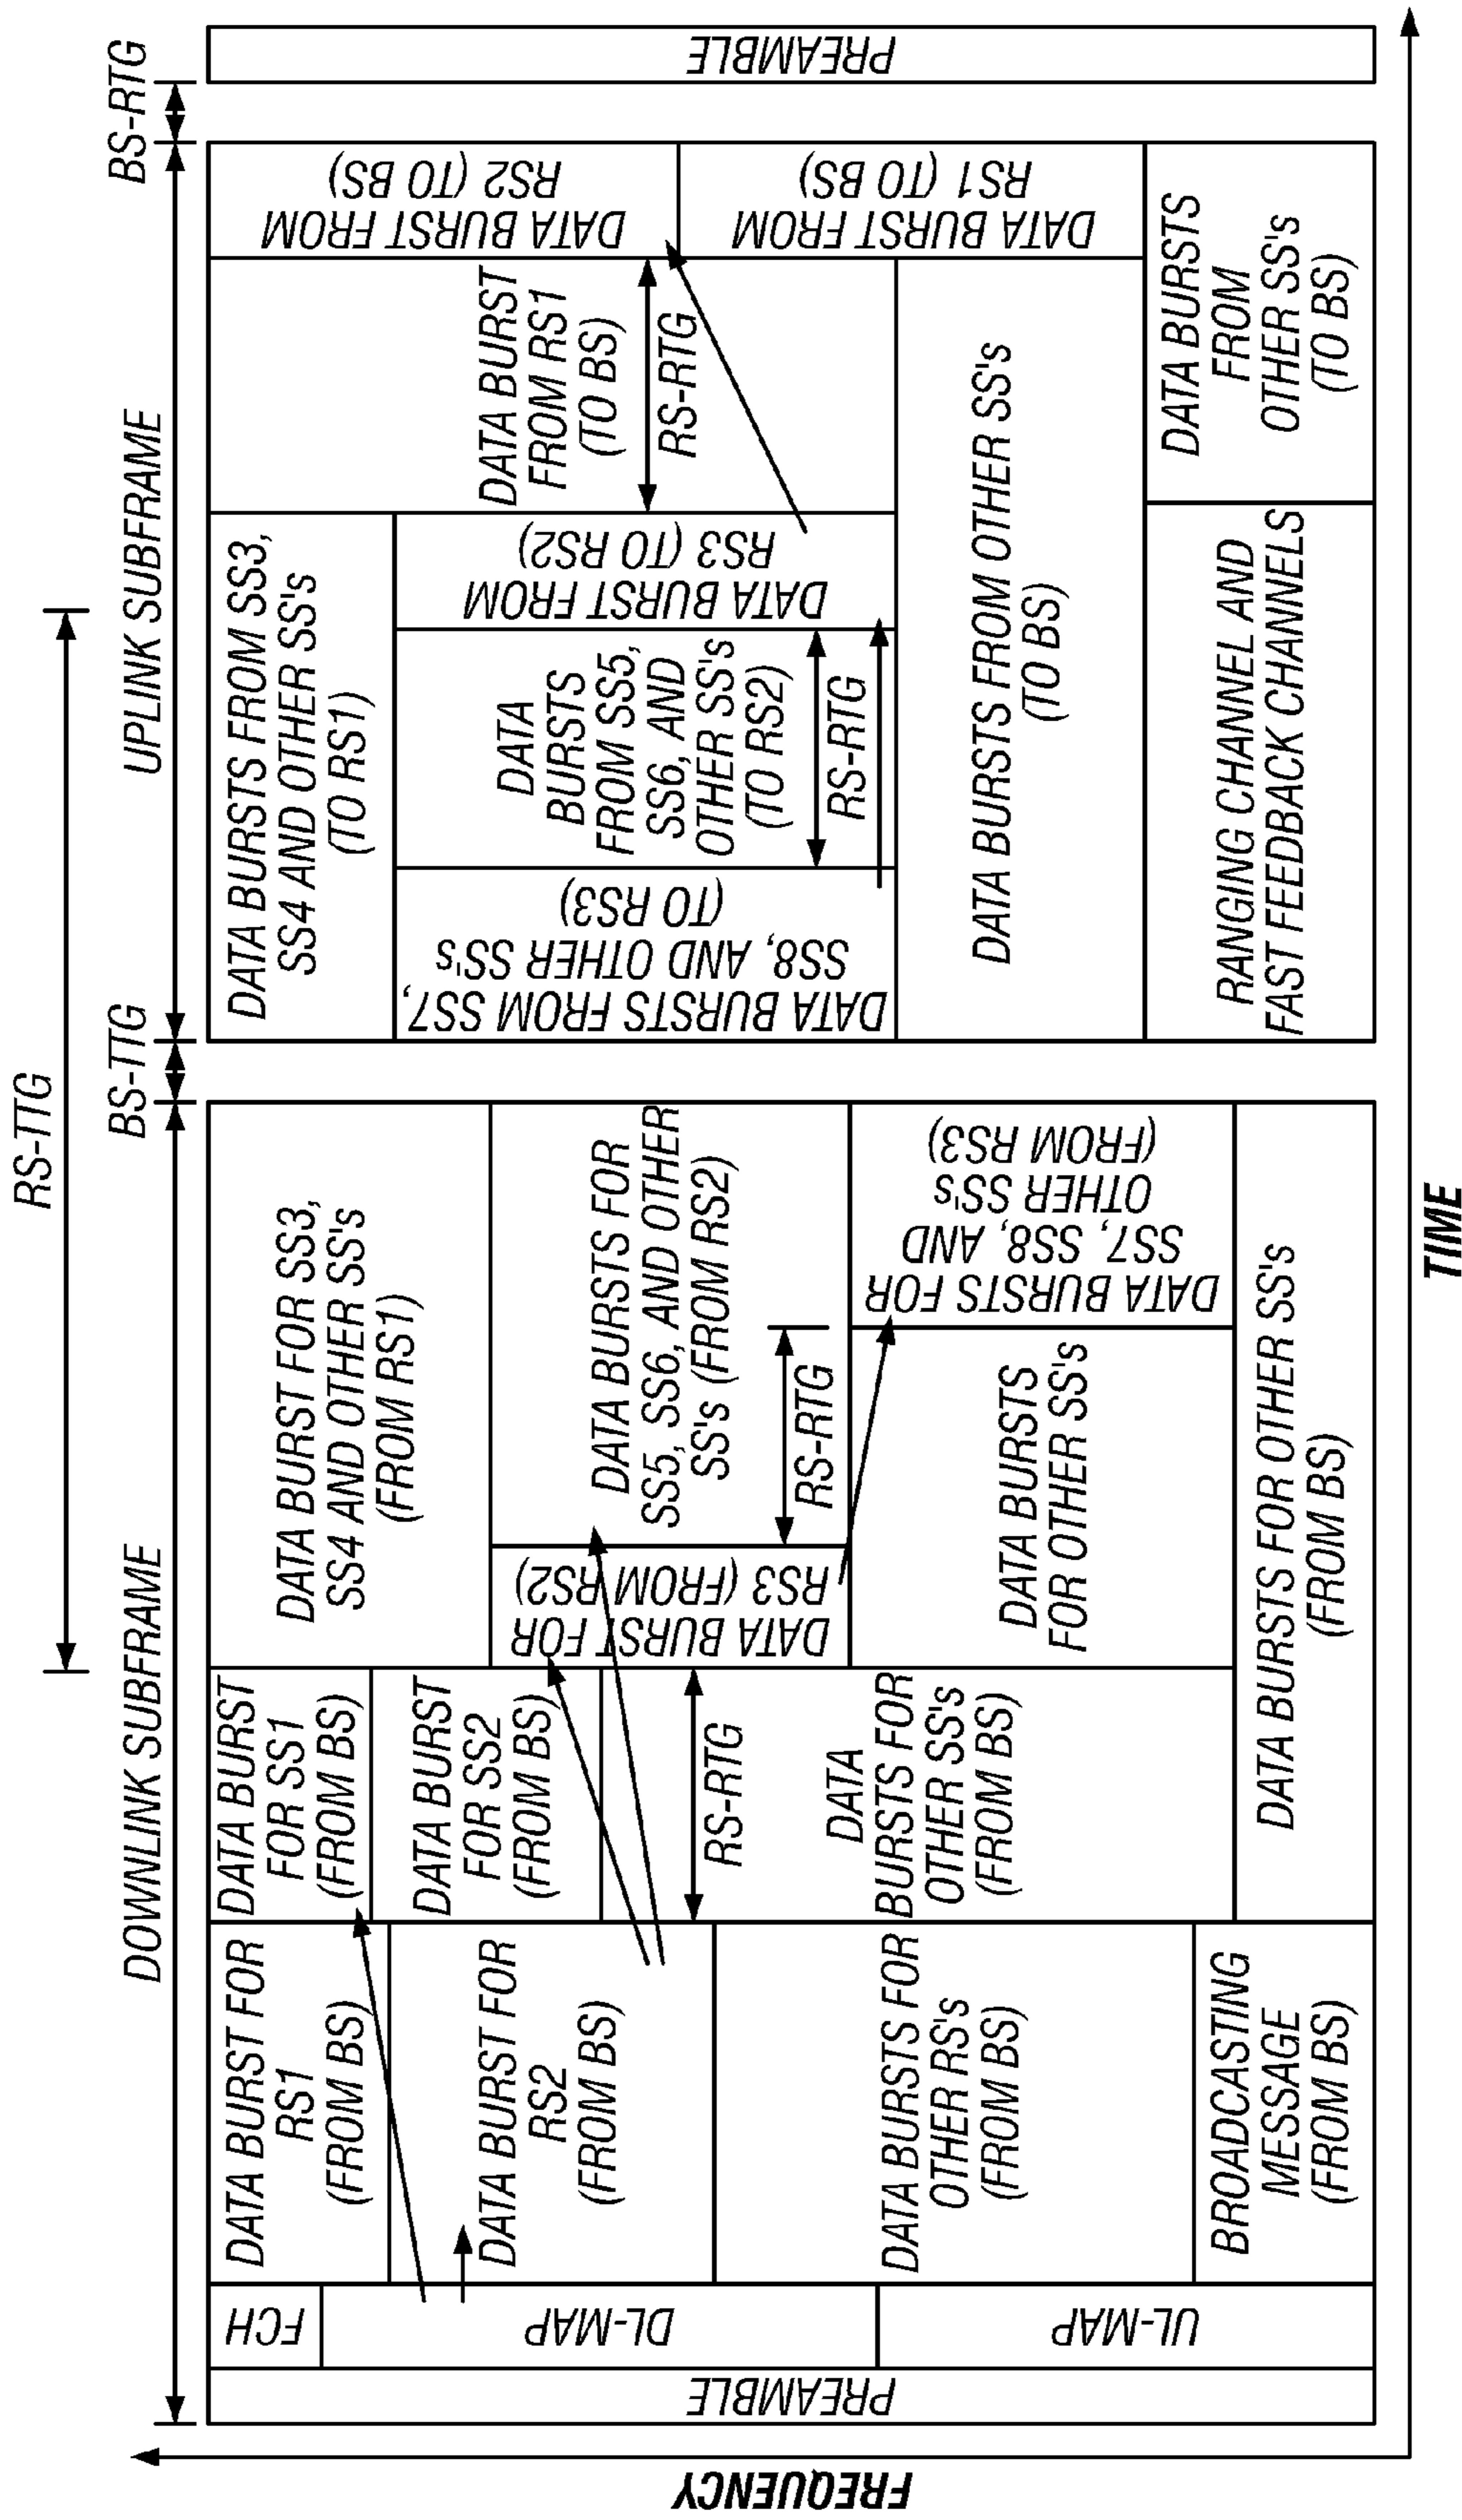 RS-TTG
DOWNLINK SUBFRAME
BS-TTG
UPLINK SUBFRAME
BS-RTG
FREQUENCY
PREAMBLE
FCH
DL-MAP
UL-MAP
DATA BURST FOR
RS1
(FROM BS)
DATA BURST FOR
RS2
(FROM BS)
DATA BURSTS FOR
OTHER RS's
(FROM BS)
BROADCASTING
MESSAGE
(FROM BS)
DATA BURST
FOR SS1
(FROM BS)
DATA BURST
FOR SS2
(FROM BS)
RS-RTG
DATA
BURSTS FOR
OTHER SS's
(FROM BS)
DATA BURST FOR SS3,
SS4 AND OTHER SS's
(FROM RS1)
DATA BURST FOR
RS3 (FROM RS2)
DATA BURSTS FOR
SS5, SS6, AND OTHER
SS's (FROM RS2)
RS-RTG
DATA BURSTS
FOR OTHER SS's
DATA BURSTS FOR
SS7, SS8, AND
OTHER SS's
(FROM RS3)
DATA BURSTS FOR OTHER SS's
(FROM BS)
DATA BURSTS FROM SS3,
SS4 AND OTHER SS's
(TO RS1)
DATA BURSTS FROM SS7,
SS8, AND OTHER SS's
(TO RS3)
DATA
BURSTS
FROM SS5,
SS6, AND
OTHER SS's
(TO RS2)
RS-RTG
DATA BURST FROM
RS3 (TO RS2)
DATA BURST
FROM RS1
(TO BS)
RS-RTG
DATA BURST FROM
RS2 (TO BS)
DATA BURST FROM
RS1 (TO BS)
DATA BURSTS FROM OTHER SS's
(TO BS)
RANGING CHANNEL AND
FAST FEEDBACK CHANNELS
DATA BURSTS
FROM
OTHER SS's
(TO BS)
PREAMBLE
TIME